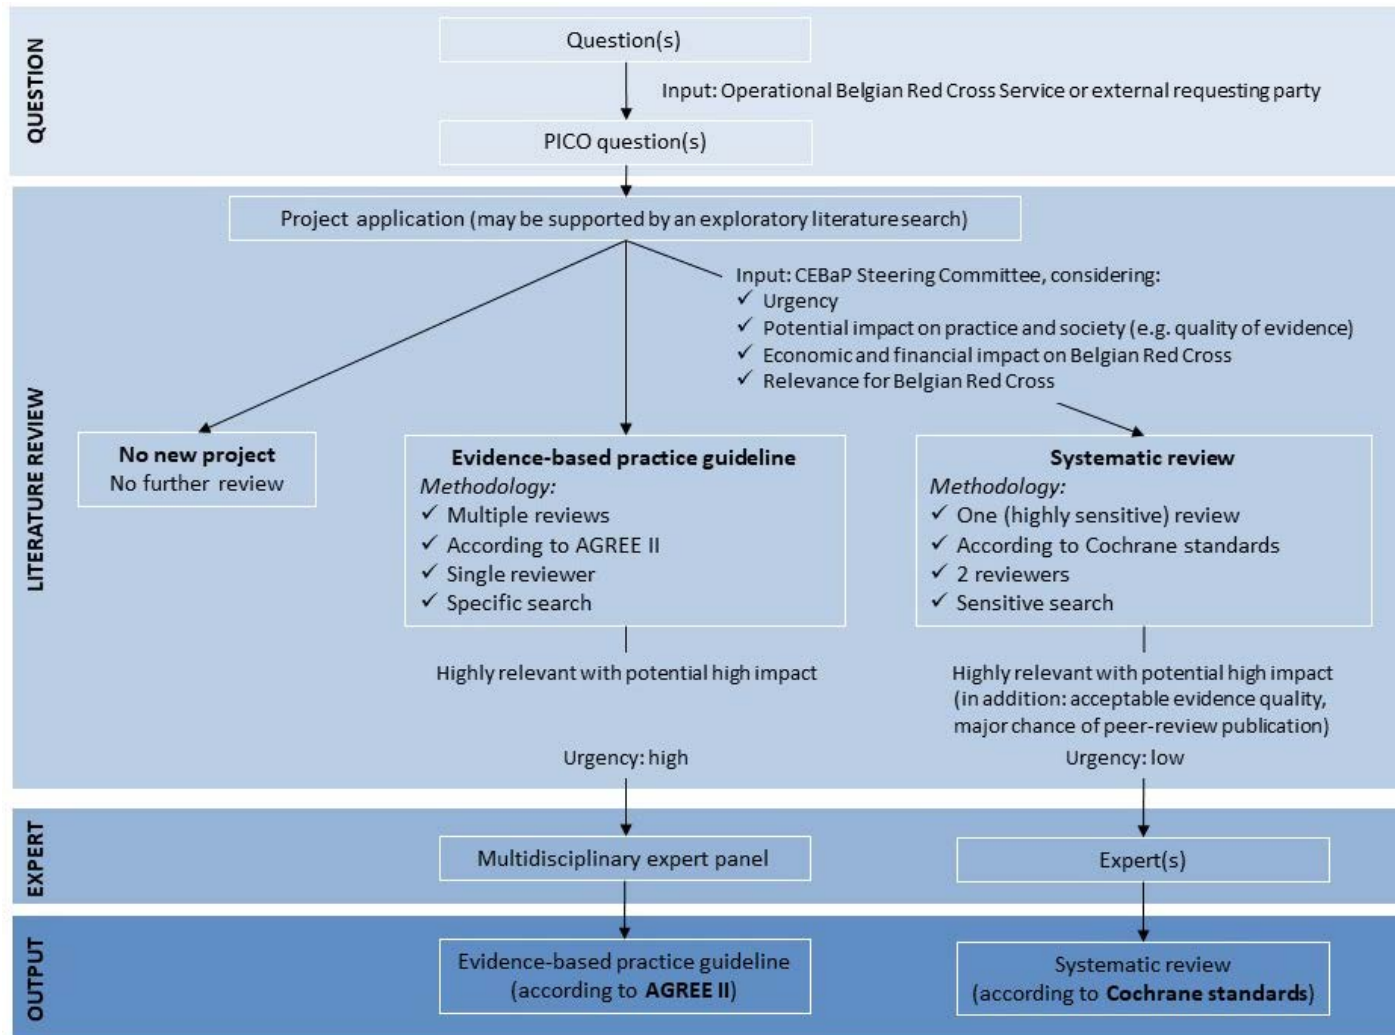 QUESTION
Question(s)
Input: Operational Belgian Red Cross Service or external requesting party
PICO question(s)
LITERATURE REVIEW
Project application (may be supported by an exploratory literature search)
Input: CEBaP Steering Committee, considering:
✓ Urgency
✓ Potential impact on practice and society (e.g. quality of evidence)
✓ Economic and financial impact on Belgian Red Cross
✓ Relevance for Belgian Red Cross
No new project
No further review
Evidence-based practice guideline
Methodology:
✓ Multiple reviews
✓ According to AGREE II
✓ Single reviewer
✓ Specific search
Systematic review
Methodology:
✓ One (highly sensitive) review
✓ According to Cochrane standards
✓ 2 reviewers
✓ Sensitive search
Highly relevant with potential high impact
Urgency: high
Highly relevant with potential high impact
(in addition: acceptable evidence quality,
major chance of peer-review publication)
Urgency: low
EXPERT
Multidisciplinary expert panel
Expert(s)
OUTPUT
Evidence-based practice guideline
(according to AGREE II)
Systematic review
(according to Cochrane standards)